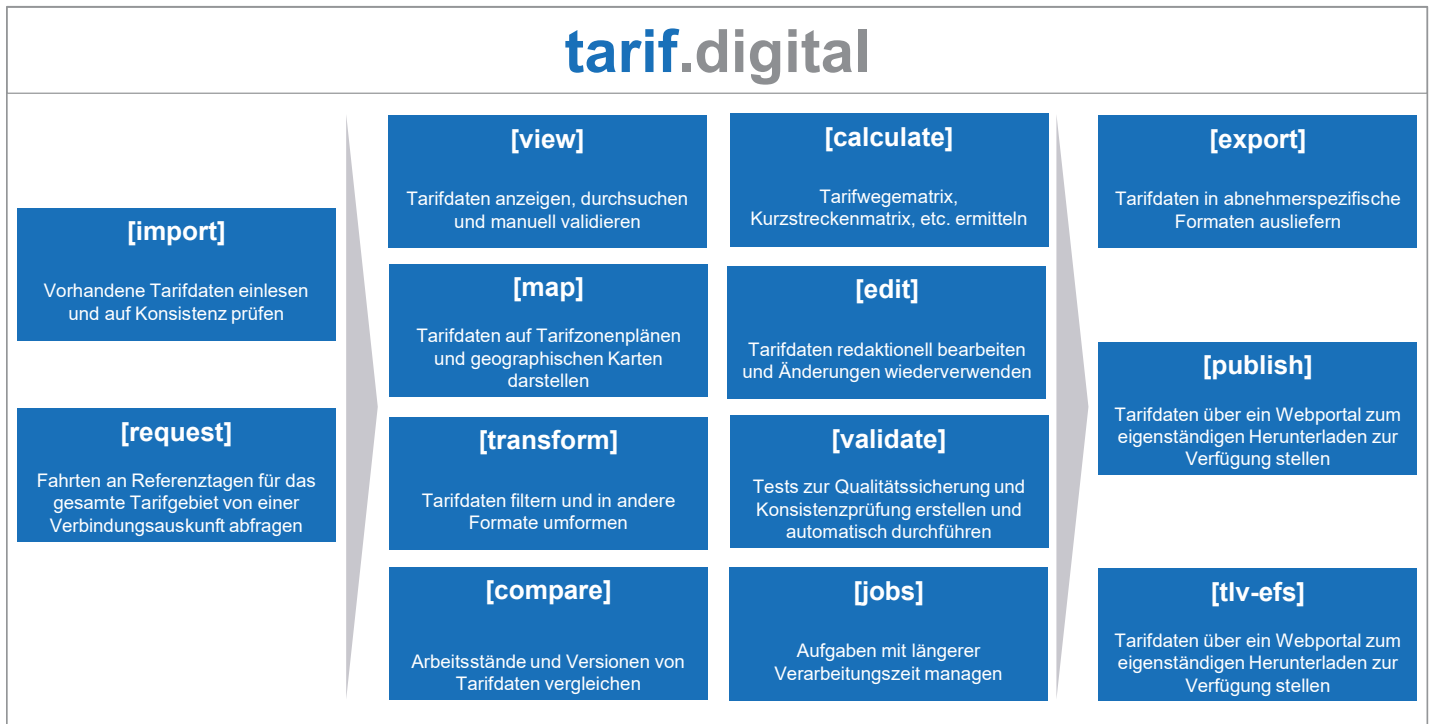 tarif.digital
[import]
Vorhandene Tarifdaten einlesen
und auf Konsistenz prüfen
[request]
Fahrten an Referenztagen für das
gesamte Tarifgebiet von einer
Verbindungsauskunft abfragen
[view]
Tarifdaten anzeigen, durchsuchen
und manuell validieren
[map]
Tarifdaten auf Tarifzonenplänen
und geographischen Karten
darstellen
[transform]
Tarifdaten filtern und in andere
Formate umformen
[compare]
Arbeitsstände und Versionen von
Tarifdaten vergleichen
[calculate]
Tarifwegematrix,
Kurzstreckenmatrix, etc. ermitteln
[edit]
Tarifdaten redaktionell bearbeiten
und Änderungen wiederverwenden
[validate]
Tests zur Qualitätssicherung und
Konsistenzprüfung erstellen und
automatisch durchführen
[jobs]
Aufgaben mit längerer
Verarbeitungszeit managen
[export]
Tarifdaten in abnehmerspezifische
Formaten ausliefern
[publish]
Tarifdaten über ein Webportal zum
eigenständigen Herunterladen zur
Verfügung stellen
[tlv-efs]
Tarifdaten über ein Webportal zum
eigenständigen Herunterladen zur
Verfügung stellen